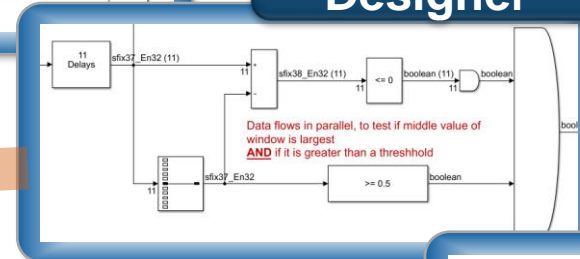 Designer
11
Delays
sfix37_En32 (11)
11
+
−
sfix38_En32 (11)
11
<= 0
boolean (11)
11
boolean
Data flows in parallel, to test if middle value of
window is largest
AND if it is greater than a threshhold
11
sfix37_En32
>= 0.5
boolean
bool